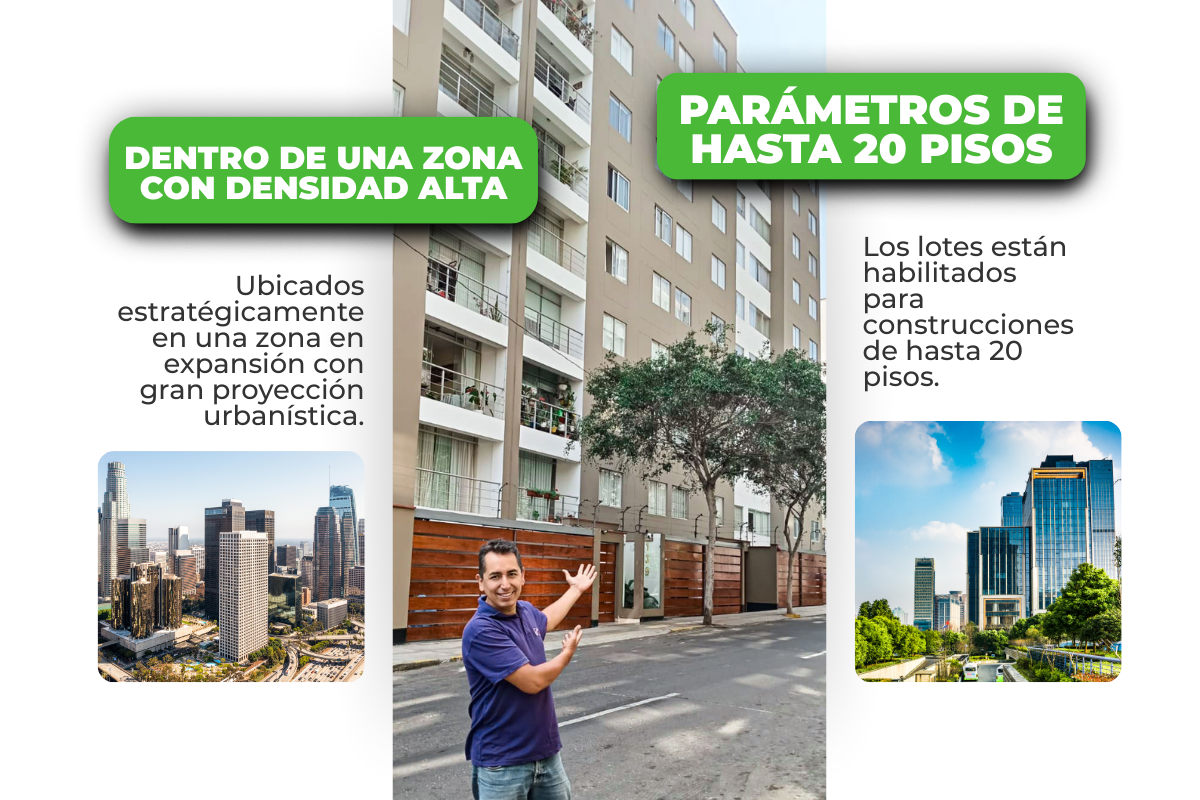 DENTRO DE UNA ZONA
CON DENSIDAD ALTA
Ubicados
estratégicamente
en una zona en
expansión con
gran proyección
urbanística.
PARÁMETROS DE
HASTA 20 PISOS
Los lotes están
habilitados
para
construcciones
de hasta 20
pisos.